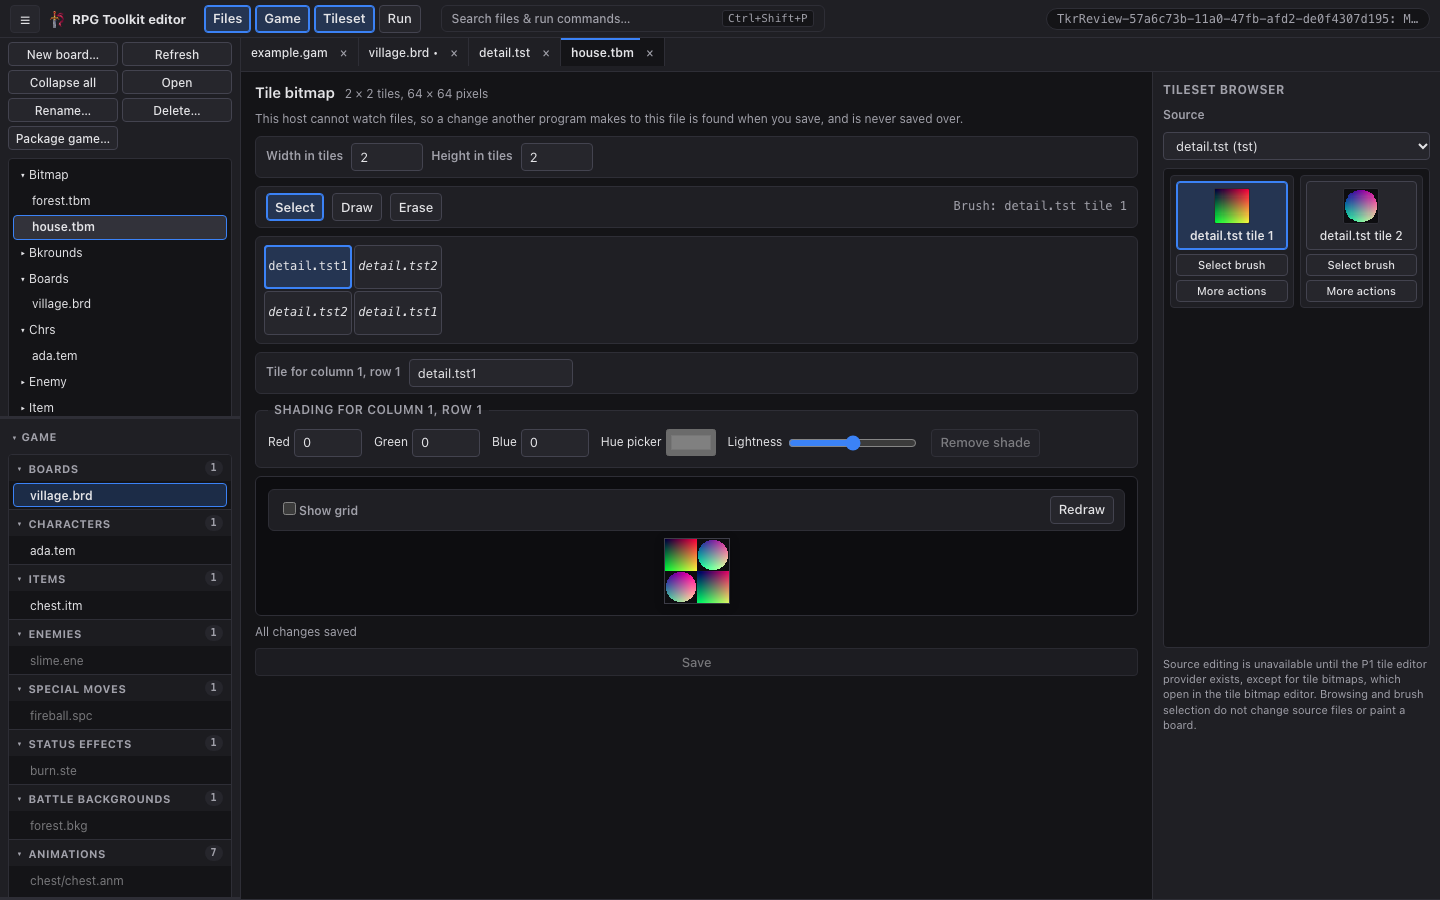 RPG Toolkit editor
Files
Game
Tileset
Run
Search files & run commands...
Ctrl+Shift+P
TkrReview-57a6c73b-11a0-47fb-afd2-de0f4307d195: M…
New board...
Refresh
Collapse all
Open
Rename...
Delete...
Package game...
Bitmap
forest.tbm
house.tbm
Bkrounds
Boards
village.brd
Chrs
ada.tem
Enemy
Item
GAME
BOARDS 1
village.brd
CHARACTERS 1
ada.tem
ITEMS 1
chest.itm
ENEMIES 1
slime.ene
SPECIAL MOVES 1
fireball.spc
STATUS EFFECTS 1
burn.ste
BATTLE BACKGROUNDS 1
forest.bkg
ANIMATIONS 7
chest/chest.anm
example.gam ×
village.brd • ×
detail.tst ×
house.tbm ×
Tile bitmap 2 × 2 tiles, 64 × 64 pixels
This host cannot watch files, so a change another program makes to this file is found when you save, and is never saved over.
Width in tiles 2 Height in tiles 2
Select Draw Erase
Brush: detail.tst tile 1
detail.tst1 detail.tst2
detail.tst2 detail.tst1
Tile for column 1, row 1 detail.tst1
SHADING FOR COLUMN 1, ROW 1
Red 0 Green 0 Blue 0 Hue picker Lightness Remove shade
Show grid
Redraw
All changes saved
Save
TILESET BROWSER
Source
detail.tst (tst)
detail.tst tile 1
Select brush
More actions
detail.tst tile 2
Select brush
More actions
Source editing is unavailable until the P1 tile editor
provider exists, except for tile bitmaps, which
open in the tile bitmap editor. Browsing and brush
selection do not change source files or paint a
board.